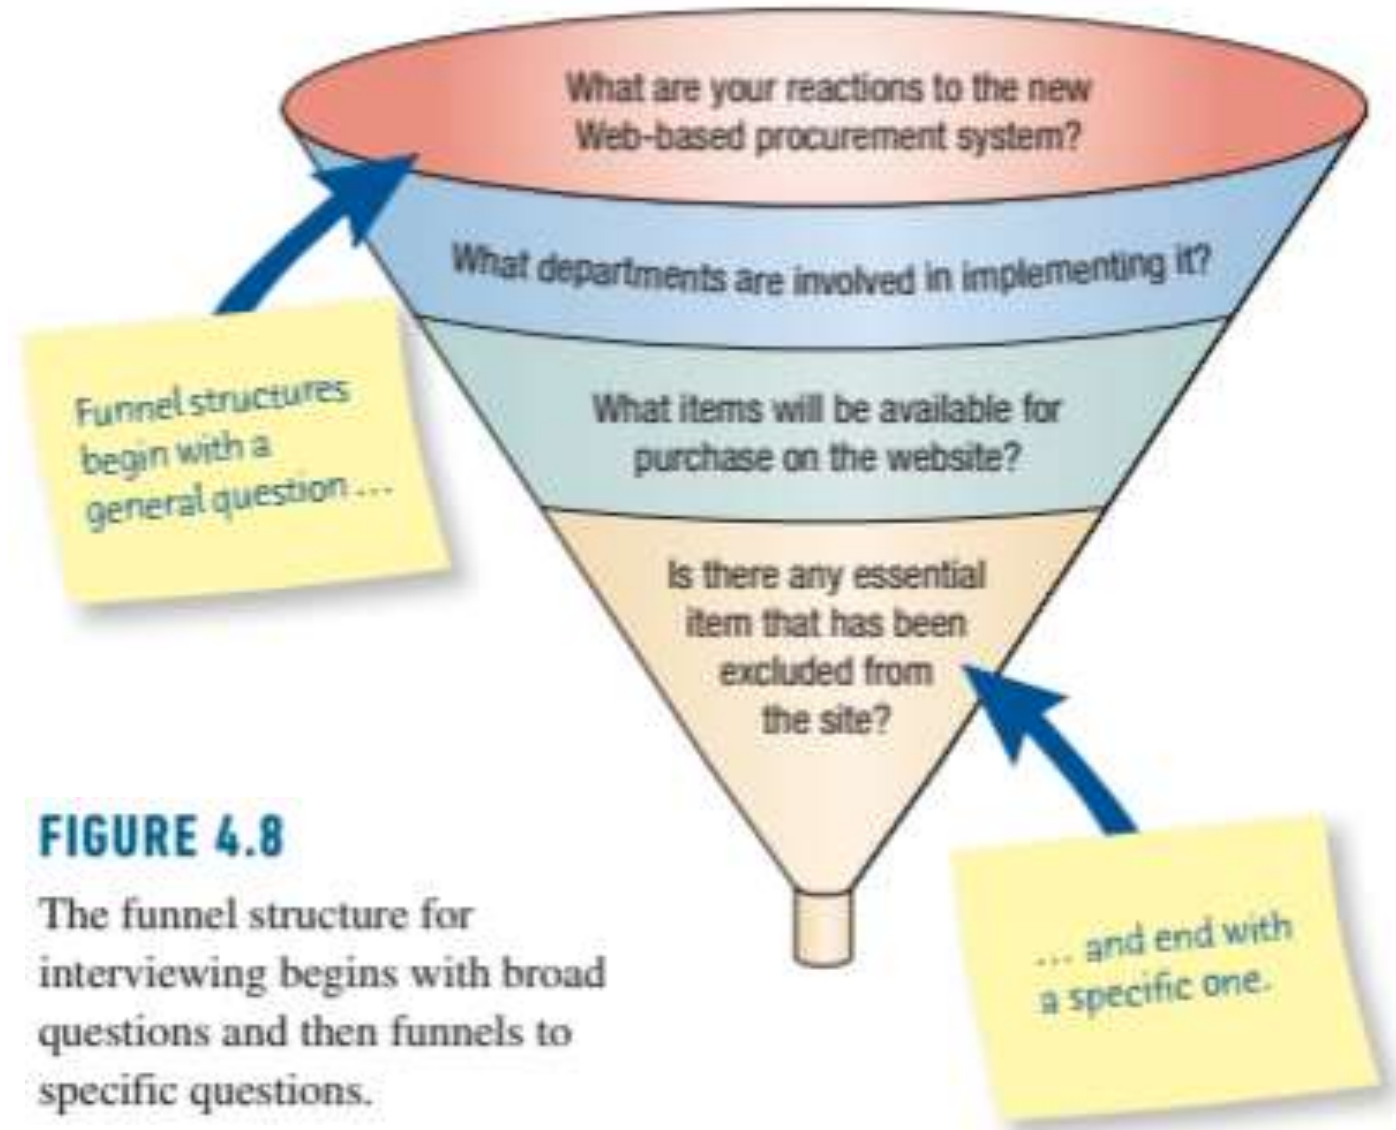 What are your reactions to the new
Web-based procurement system?
What departments are involved in implementing it?
Funnel structures
begin with a
general question ...
What items will be available for
purchase on the website?
Is there any essential
item that has been
excluded from
the site?
... and end with
a specific one.
FIGURE 4.8
The funnel structure for
interviewing begins with broad
questions and then funnels to
specific questions.